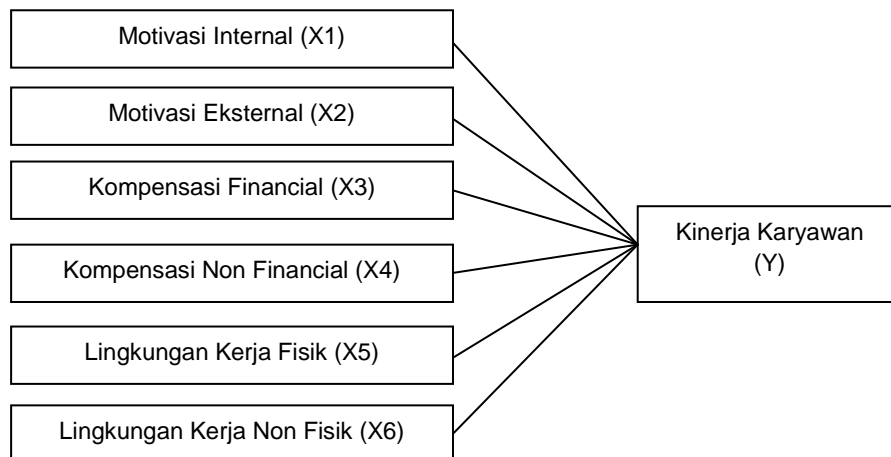 Motivasi Internal (X1)
Motivasi Eksternal (X2)
Kompensasi Financial (X3)
Kompensasi Non Financial (X4)
Lingkungan Kerja Fisik (X5)
Lingkungan Kerja Non Fisik (X6)
Kinerja Karyawan
(Y)